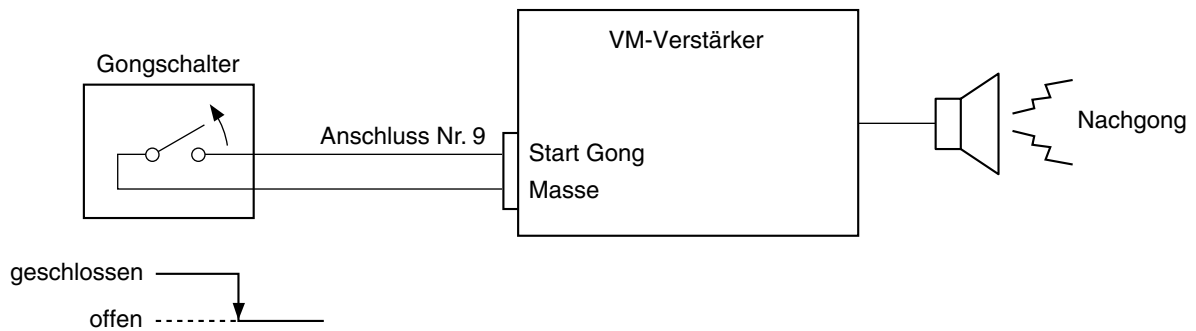 VM-Verstärker
Gongschalter
Anschluss Nr. 9
Start Gong
Masse
Nachgong
geschlossen
offen